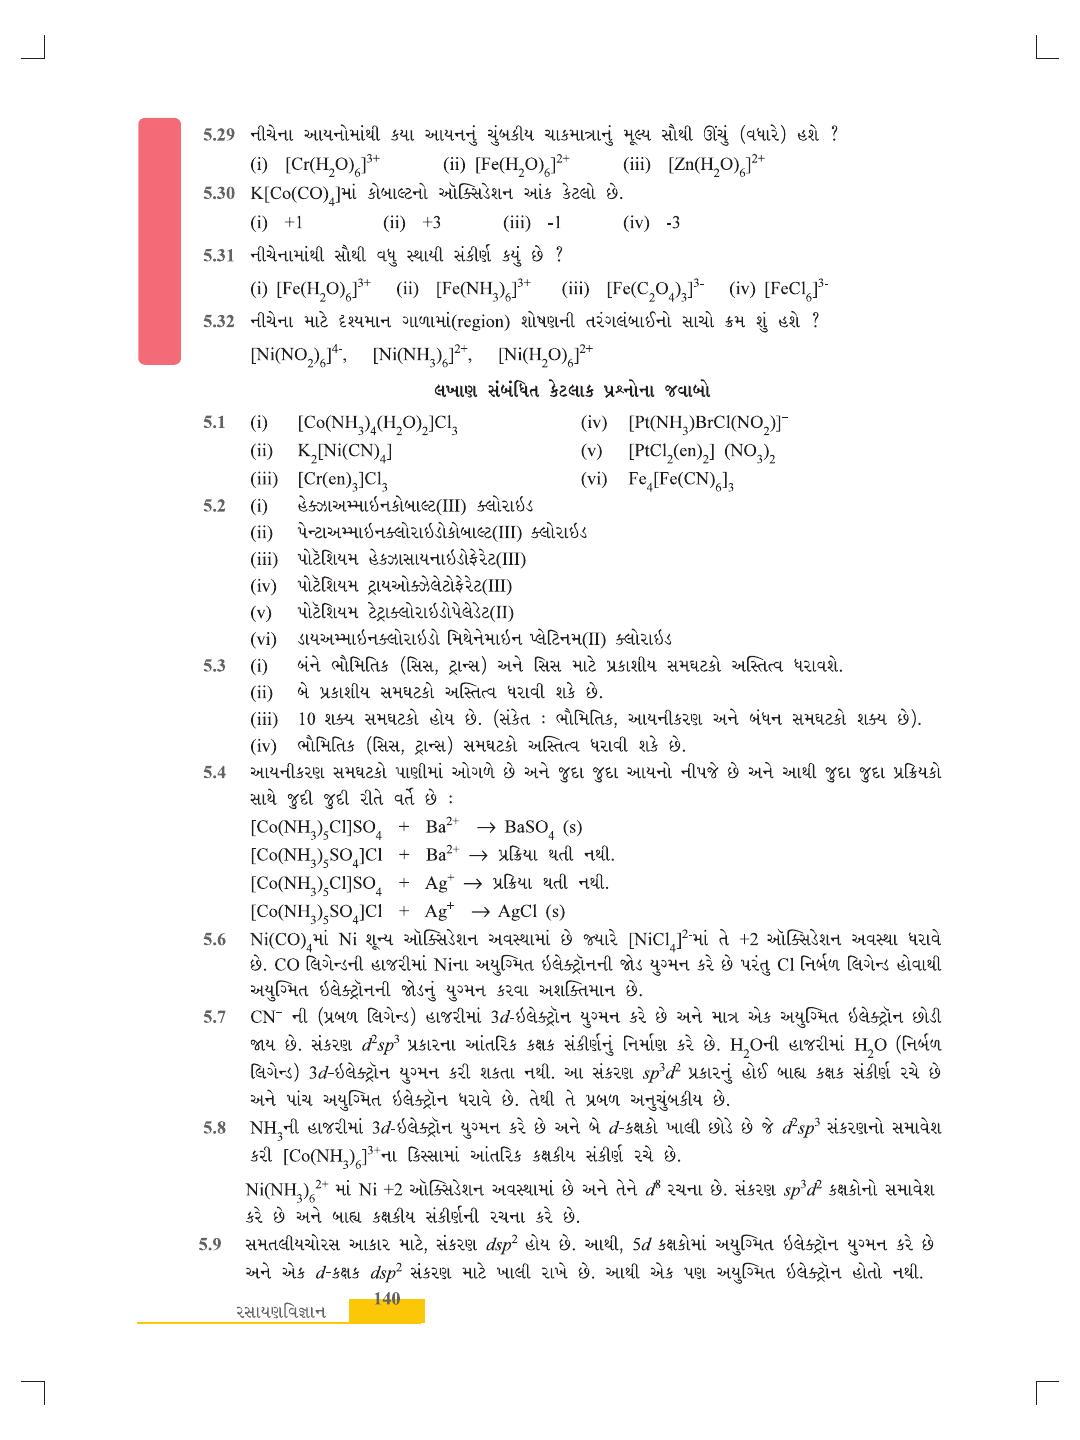 5.29 નીચેના આયનોમાંથી કયા આયનનું ચુંબકીય ચાકમાત્રાનું મૂલ્ય સૌથી ઊંચું (વધારે) હશે ?
(i) [Cr(H₂O)₆]³⁺ (ii) [Fe(H₂O)₆]²⁺ (iii) [Zn(H₂O)₆]²⁺
5.30 K[Co(CO)₄]માં કોબાલ્ટનો ઑક્સિડેશન આંક કેટલો છે.
(i) +1 (ii) +3 (iii) -1 (iv) -3
5.31 નીચેનામાંથી સૌથી વધુ સ્થાયી સંકીર્ણ કયું છે ?
(i) [Fe(H₂O)₆]³⁺ (ii) [Fe(NH₃)₆]³⁺ (iii) [Fe(C₂O₄)₃]³⁻ (iv) [FeCl₆]³⁻
5.32 નીચેના માટે દૃશ્યમાન ગાળામાં(region) શોષણની તરંગલંબાઈનો સાચો ક્રમ શું હશે ?
[Ni(NO₂)₆]⁴⁻, [Ni(NH₃)₆]²⁺, [Ni(H₂O)₆]²⁺
લખાણ સંબંધિત કેટલાક પ્રશ્નોના જવાબો
5.1 (i) [Co(NH₃)₄(H₂O)₂]Cl₃ (iv) [Pt(NH₃)BrCl(NO₂)]⁻
(ii) K₂[Ni(CN)₄] (v) [PtCl₂(en)₂] (NO₃)₂
(iii) [Cr(en)₃]Cl₃ (vi) Fe₄[Fe(CN)₆]₃
5.2 (i) હેક્ઝાઅમ્માઇનકોબાલ્ટ(III) ક્લોરાઇડ
(ii) પેન્ટાઅમ્માઇનક્લોરાઇડોકોબાલ્ટ(III) ક્લોરાઇડ
(iii) પોટૅશિયમ હેકઝાસાયનાઇડોફેરેટ(III)
(iv) પોટૅશિયમ ટ્રાયઓક્ઝેલેટોફેરેટ(III)
(v) પોટૅશિયમ ટેટ્રાક્લોરાઇડોપેલેડેટ(II)
(vi) ડાયઅમ્માઇનક્લોરાઇડો મિથેનેમાઇન પ્લેટિનમ(II) ક્લોરાઇડ
5.3 (i) બંને ભૌમિતિક (સિસ, ટ્રાન્સ) અને સિસ માટે પ્રકાશીય સમઘટકો અસ્તિત્વ ધરાવશે.
(ii) બે પ્રકાશીય સમઘટકો અસ્તિત્વ ધરાવી શકે છે.
(iii) 10 શક્ય સમઘટકો હોય છે. (સંકેત : ભૌમિતિક, આયનીકરણ અને બંધન સમઘટકો શક્ય છે).
(iv) ભૌમિતિક (સિસ, ટ્રાન્સ) સમઘટકો અસ્તિત્વ ધરાવી શકે છે.
5.4 આયનીકરણ સમઘટકો પાણીમાં ઓગળે છે અને જુદા જુદા આયનો નીપજે છે અને આથી જુદા જુદા પ્રક્રિયકો
સાથે જુદી જુદી રીતે વર્તે છે :
[Co(NH₃)₅Cl]SO₄ + Ba²⁺ → BaSO₄ (s)
[Co(NH₃)₅SO₄]Cl + Ba²⁺ → પ્રક્રિયા થતી નથી.
[Co(NH₃)₅Cl]SO₄ + Ag⁺ → પ્રક્રિયા થતી નથી.
[Co(NH₃)₅SO₄]Cl + Ag⁺ → AgCl (s)
5.6 Ni(CO)₄માં Ni શૂન્ય ઑક્સિડેશન અવસ્થામાં છે જ્યારે [NiCl₄]²⁻માં તે +2 ઑક્સિડેશન અવસ્થા ધરાવે
છે. CO લિગેન્ડની હાજરીમાં Niના અયુગ્મિત ઇલેક્ટ્રૉનની જોડ યુગ્મન કરે છે પરંતુ Cl નિર્બળ લિગેન્ડ હોવાથી
અયુગ્મિત ઇલેક્ટ્રૉનની જોડનું યુગ્મન કરવા અશક્તિમાન છે.
5.7 CN⁻ ની (પ્રબળ લિગેન્ડ) હાજરીમાં 3d-ઇલેક્ટ્રૉન યુગ્મન કરે છે અને માત્ર એક અયુગ્મિત ઇલેક્ટ્રૉન છોડી
જાય છે. સંકરણ d²sp³ પ્રકારના આંતરિક કક્ષક સંકીર્ણનું નિર્માણ કરે છે. H₂Oની હાજરીમાં H₂O (નિર્બળ
લિગેન્ડ) 3d-ઇલેક્ટ્રૉન યુગ્મન કરી શકતા નથી. આ સંકરણ sp³d² પ્રકારનું હોઈ બાહ્ય કક્ષક સંકીર્ણ રચે છે
અને પાંચ અયુગ્મિત ઇલેક્ટ્રૉન ધરાવે છે. તેથી તે પ્રબળ અનુચુંબકીય છે.
5.8 NH₃ની હાજરીમાં 3d-ઇલેક્ટ્રૉન યુગ્મન કરે છે અને બે d-કક્ષકો ખાલી છોડે છે જે d²sp³ સંકરણનો સમાવેશ
કરી [Co(NH₃)₆]³⁺ના કિસ્સામાં આંતરિક કક્ષકીય સંકીર્ણ રચે છે.
Ni(NH₃)₆²⁺ માં Ni +2 ઑક્સિડેશન અવસ્થામાં છે અને તેને d⁸ રચના છે. સંકરણ sp³d² કક્ષકોનો સમાવેશ
કરે છે અને બાહ્ય કક્ષકીય સંકીર્ણની રચના કરે છે.
5.9 સમતલીયચોરસ આકાર માટે, સંકરણ dsp² હોય છે. આથી, 5d કક્ષકોમાં અયુગ્મિત ઇલેક્ટ્રૉન યુગ્મન કરે છે
અને એક d-કક્ષક dsp² સંકરણ માટે ખાલી રાખે છે. આથી એક પણ અયુગ્મિત ઇલેક્ટ્રૉન હોતો નથી.
રસાયણવિજ્ઞાન 140